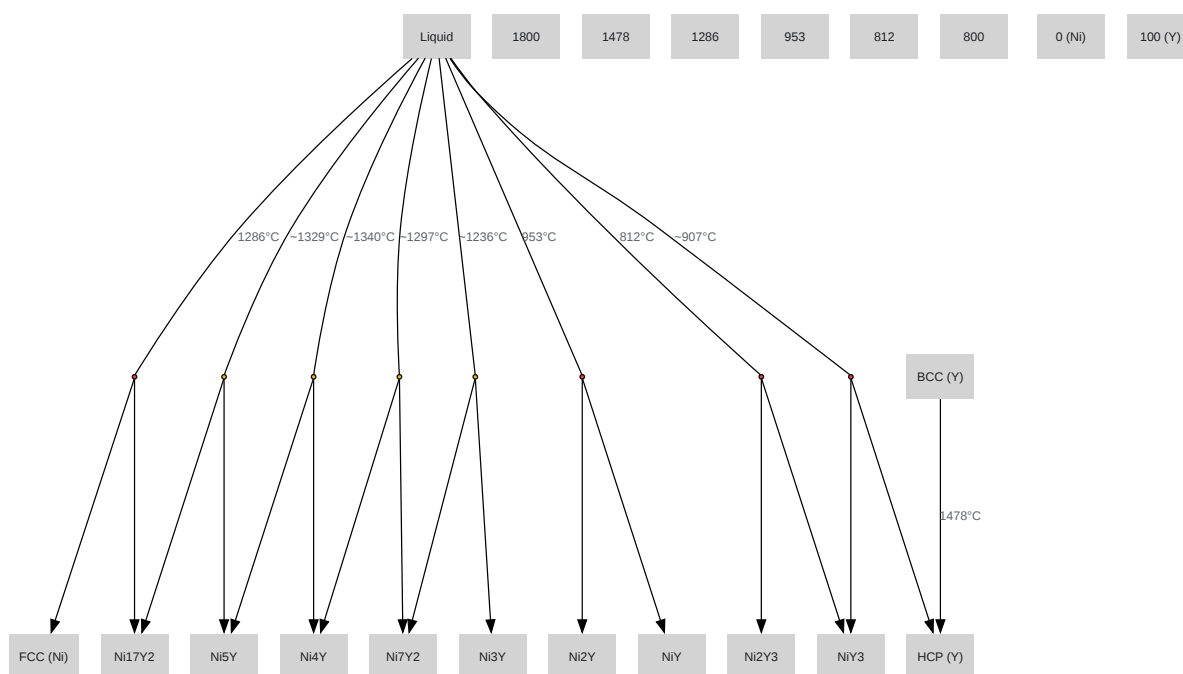 Liquid
1800
1478
1286
953
812
800
0 (Ni)
100 (Y)
1286°C
~1329°C
~1340°C
~1297°C
~1236°C
953°C
812°C
~907°C
BCC (Y)
1478°C
FCC (Ni)
Ni17Y2
Ni5Y
Ni4Y
Ni7Y2
Ni3Y
Ni2Y
NiY
Ni2Y3
NiY3
HCP (Y)